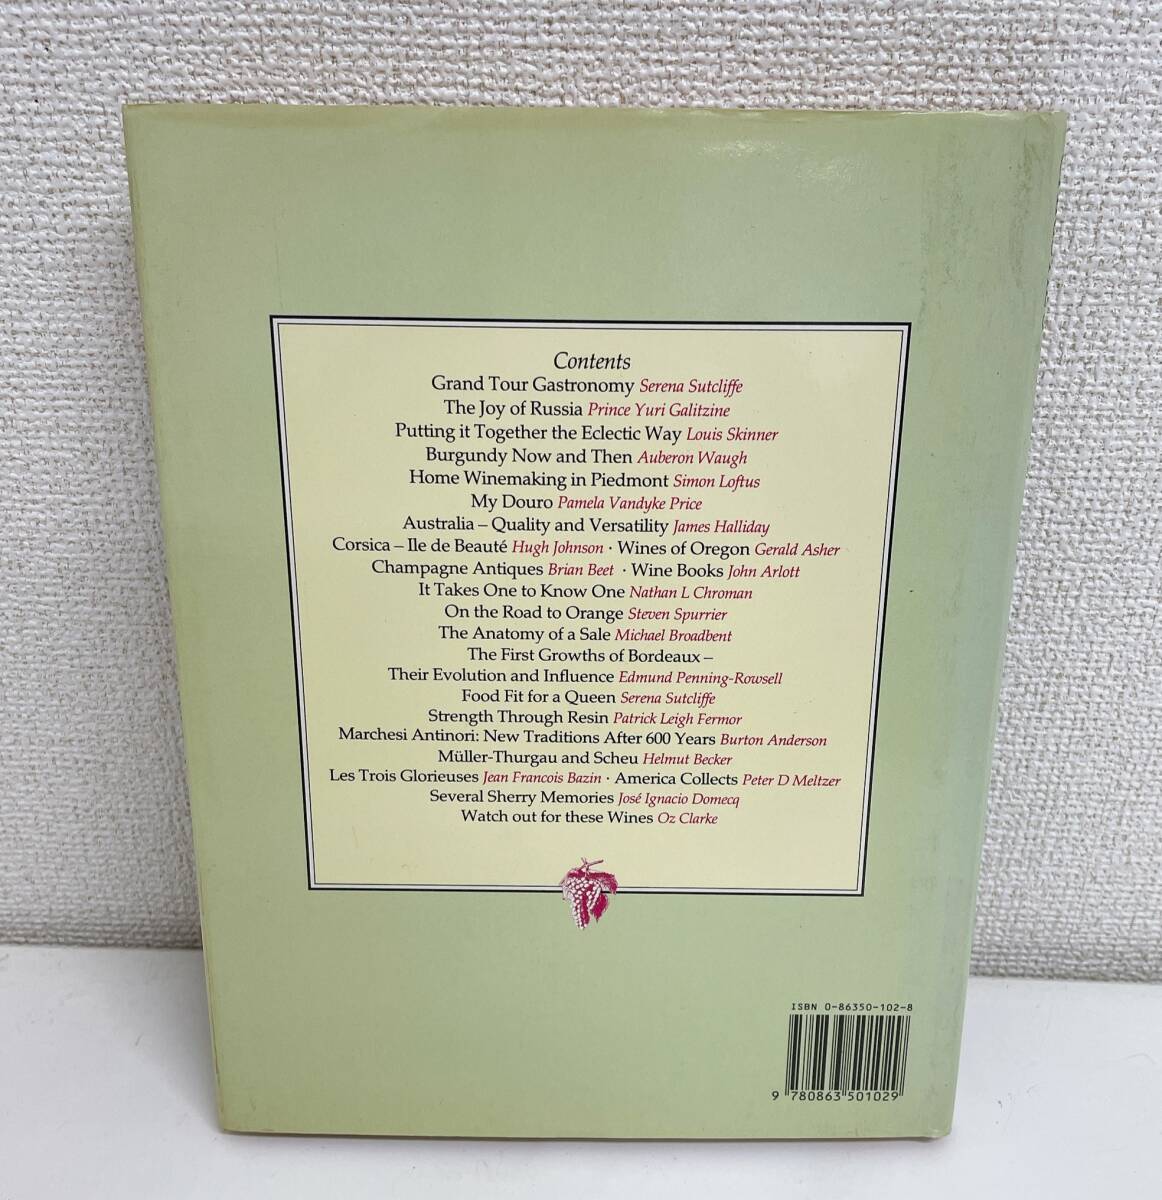 Contents
Grand Tour Gastronomy Serena Sutcliffe
The Joy of Russia Prince Yuri Galitzine
Putting it Together the Eclectic Way Louis Skinner
Burgundy Now and Then Auberon Waugh
Home Winemaking in Piedmont Simon Loftus
My Douro Pamela Vandyke Price
Australia – Quality and Versatility James Halliday
Corsica – Ile de Beauté Hugh Johnson · Wines of Oregon Gerald Asher
Champagne Antiques Brian Beet · Wine Books John Arlott
It Takes One to Know One Nathan L Chroman
On the Road to Orange Steven Spurrier
The Anatomy of a Sale Michael Broadbent
The First Growths of Bordeaux –
Their Evolution and Influence Edmund Penning-Rowsell
Food Fit for a Queen Serena Sutcliffe
Strength Through Resin Patrick Leigh Fermor
Marchesi Antinori: New Traditions After 600 Years Burton Anderson
Müller-Thurgau and Scheu Helmut Becker
Les Trois Glorieuses Jean Francois Bazin · America Collects Peter D Meltzer
Several Sherry Memories José Ignacio Domecq
Watch out for these Wines Oz Clarke
ISBN 0-86350-102-8
9 780863 501029